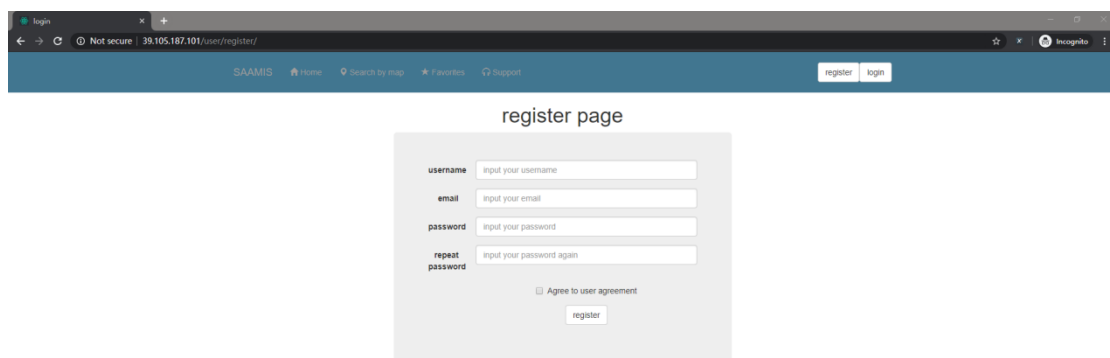 login
Not secure | 39.105.187.101/user/register/
Incognito
SAAMIS Home Search by map Favorites Support register login
register page
username input your username
email input your email
password input your password
repeat password input your password again
Agree to user agreement
register